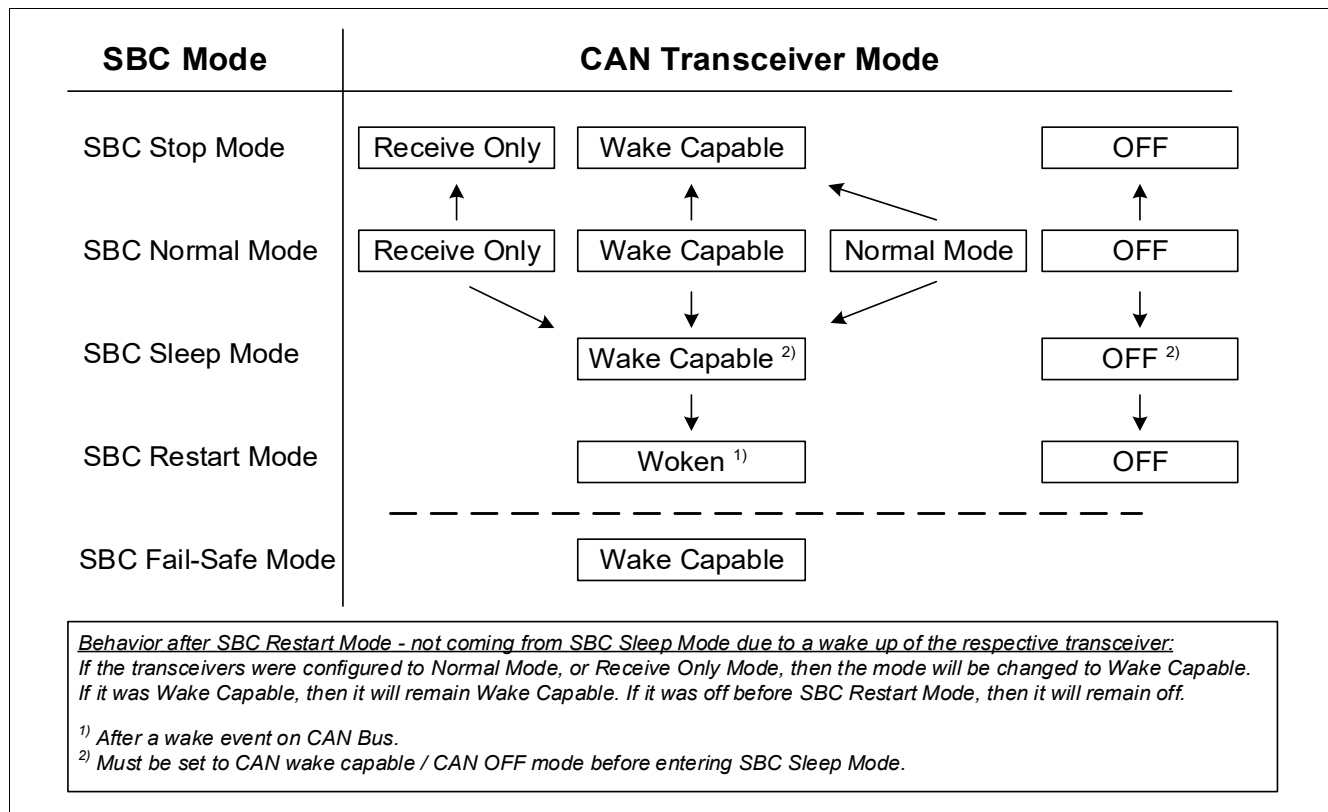 SBC Mode CAN Transceiver Mode
SBC Stop Mode Receive Only Wake Capable OFF
SBC Normal Mode Receive Only Wake Capable Normal Mode OFF
SBC Sleep Mode Wake Capable 2) OFF 2)
SBC Restart Mode Woken 1) OFF
SBC Fail-Safe Mode Wake Capable
Behavior after SBC Restart Mode - not coming from SBC Sleep Mode due to a wake up of the respective transceiver:
If the transceivers were configured to Normal Mode, or Receive Only Mode, then the mode will be changed to Wake Capable.
If it was Wake Capable, then it will remain Wake Capable. If it was off before SBC Restart Mode, then it will remain off.
1) After a wake event on CAN Bus.
2) Must be set to CAN wake capable / CAN OFF mode before entering SBC Sleep Mode.